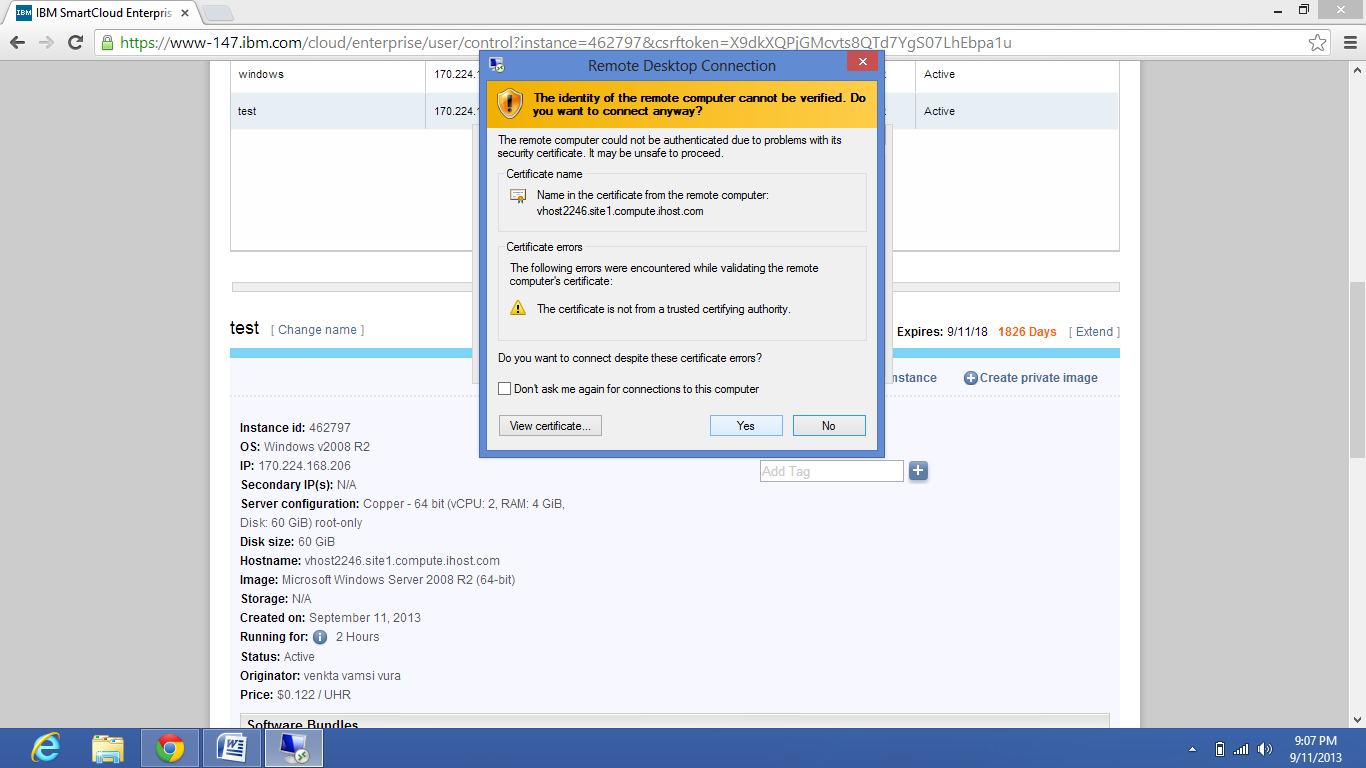 IBM SmartCloud Enterpris
https://www-147.ibm.com/cloud/enterprise/user/control?instance=462797&csrftoken=X9dkXQPjGMcvts8QTd7YgS07LhEbpa1u
windows 170.224.1 Active
test 170.224.1 Active
Remote Desktop Connection
The identity of the remote computer cannot be verified. Do
you want to connect anyway?
The remote computer could not be authenticated due to problems with its
security certificate. It may be unsafe to proceed.
Certificate name
Name in the certificate from the remote computer:
vhost2246.site1.compute.ihost.com
Certificate errors
The following errors were encountered while validating the remote
computer's certificate:
The certificate is not from a trusted certifying authority.
Do you want to connect despite these certificate errors?
Don't ask me again for connections to this computer
View certificate... Yes No
test [ Change name ] Expires: 9/11/18 1826 Days [ Extend ]
nstance Create private image
Instance id: 462797
OS: Windows v2008 R2
IP: 170.224.168.206
Add Tag
Secondary IP(s): N/A
Server configuration: Copper - 64 bit (vCPU: 2, RAM: 4 GiB,
Disk: 60 GiB) root-only
Disk size: 60 GiB
Hostname: vhost2246.site1.compute.ihost.com
Image: Microsoft Windows Server 2008 R2 (64-bit)
Storage: N/A
Created on: September 11, 2013
Running for: 2 Hours
Status: Active
Originator: venkta vamsi vura
Price: $0.122 / UHR
Software Bundles
9:07 PM
9/11/2013